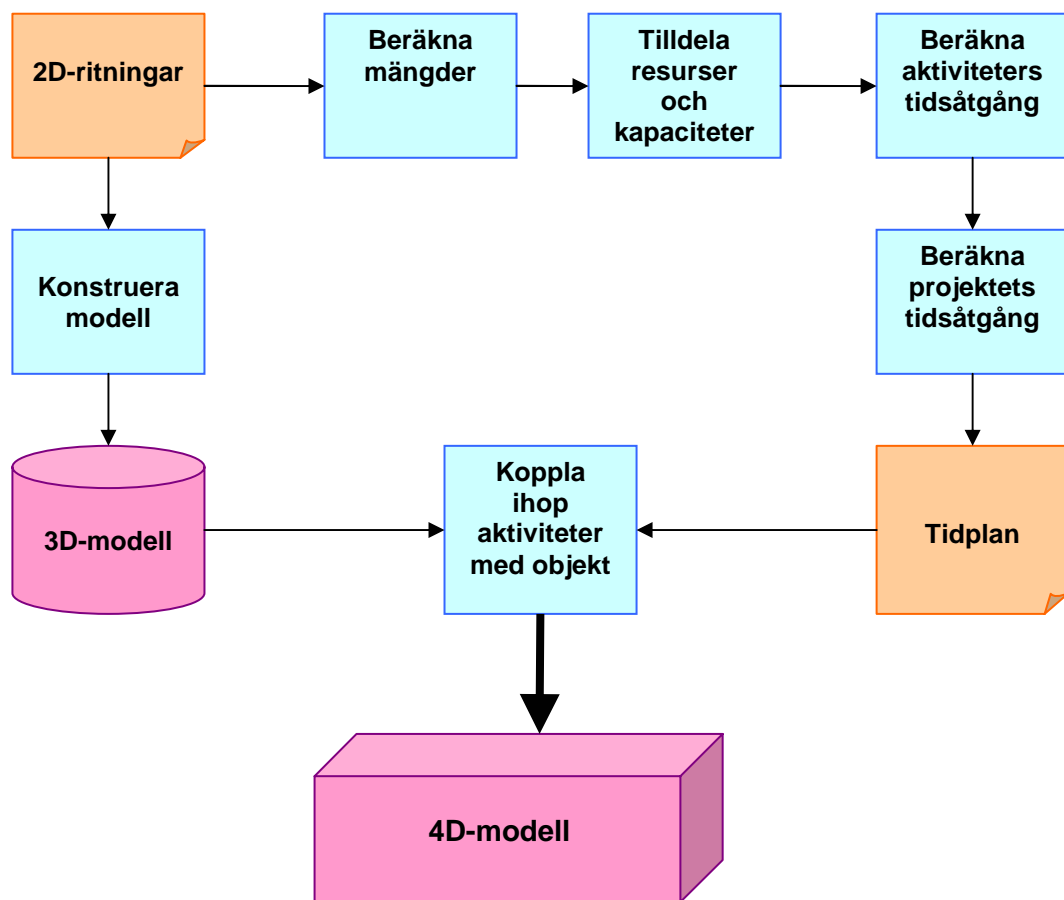 2D-ritningar
Beräkna
mängder
Tilldela
resurser
och
kapaciteter
Beräkna
aktiviteters
tidsåtgång
Konstruera
modell
Beräkna
projektets
tidsåtgång
3D-modell
Koppla
ihop
aktiviteter
med objekt
Tidplan
4D-modell